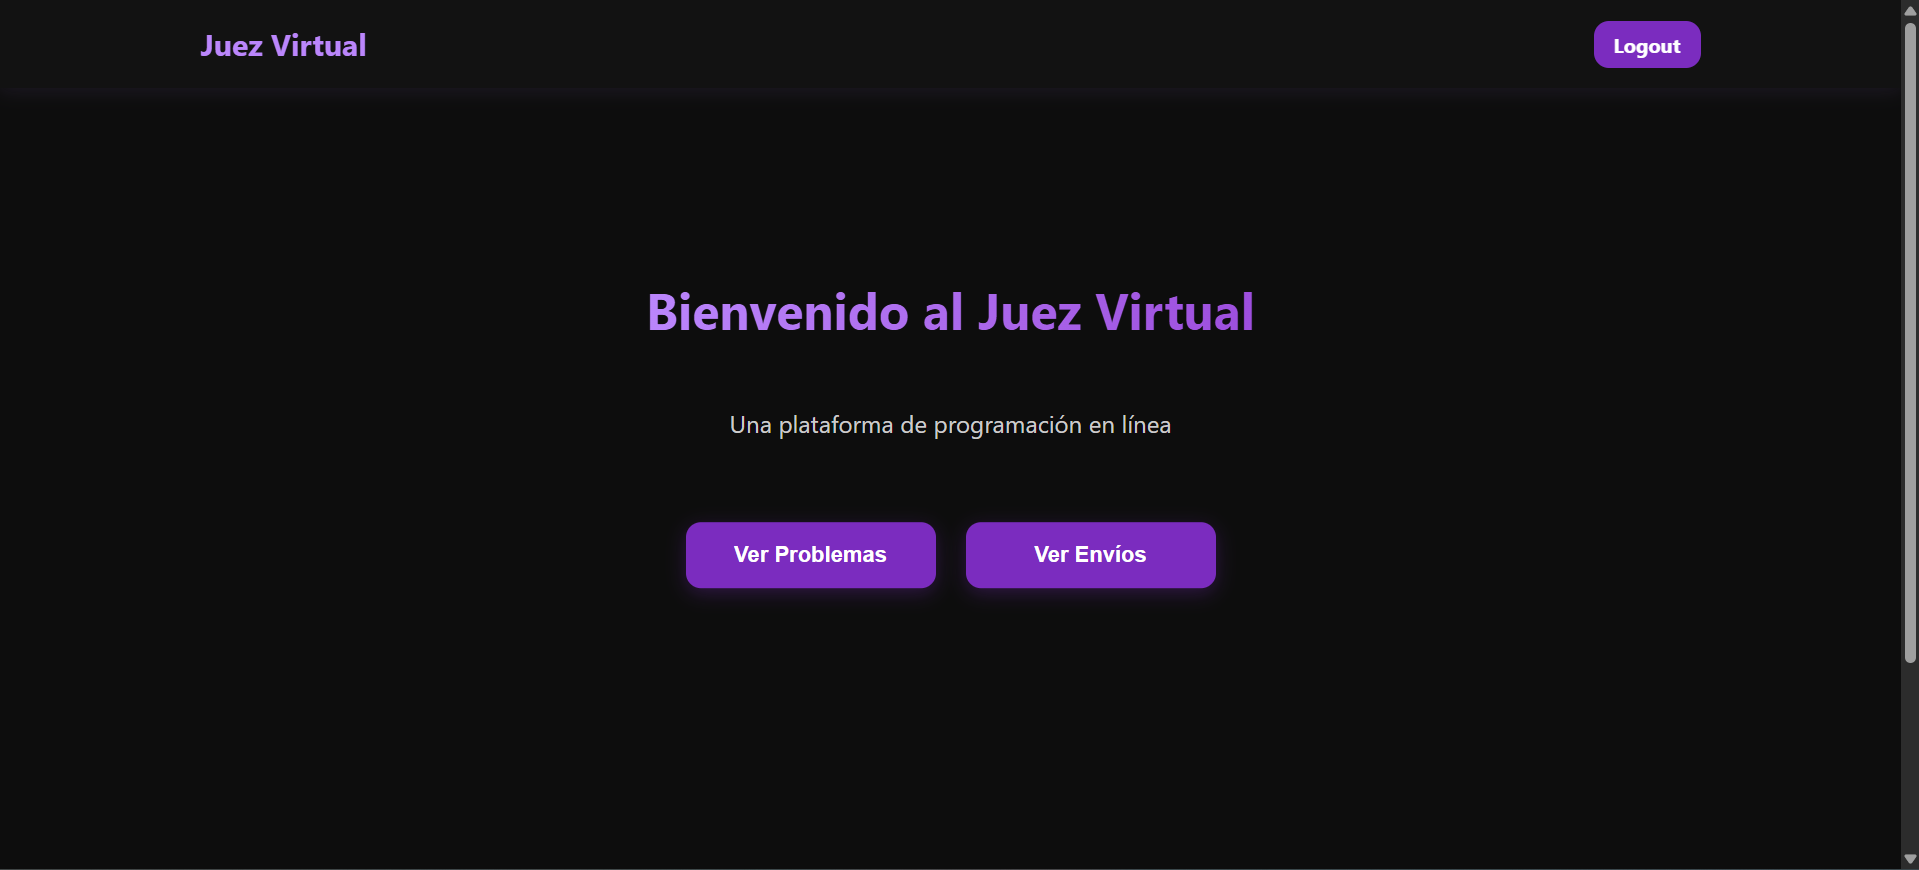 Juez Virtual
Logout
Bienvenido al Juez Virtual
Una plataforma de programación en línea
Ver Problemas
Ver Envíos